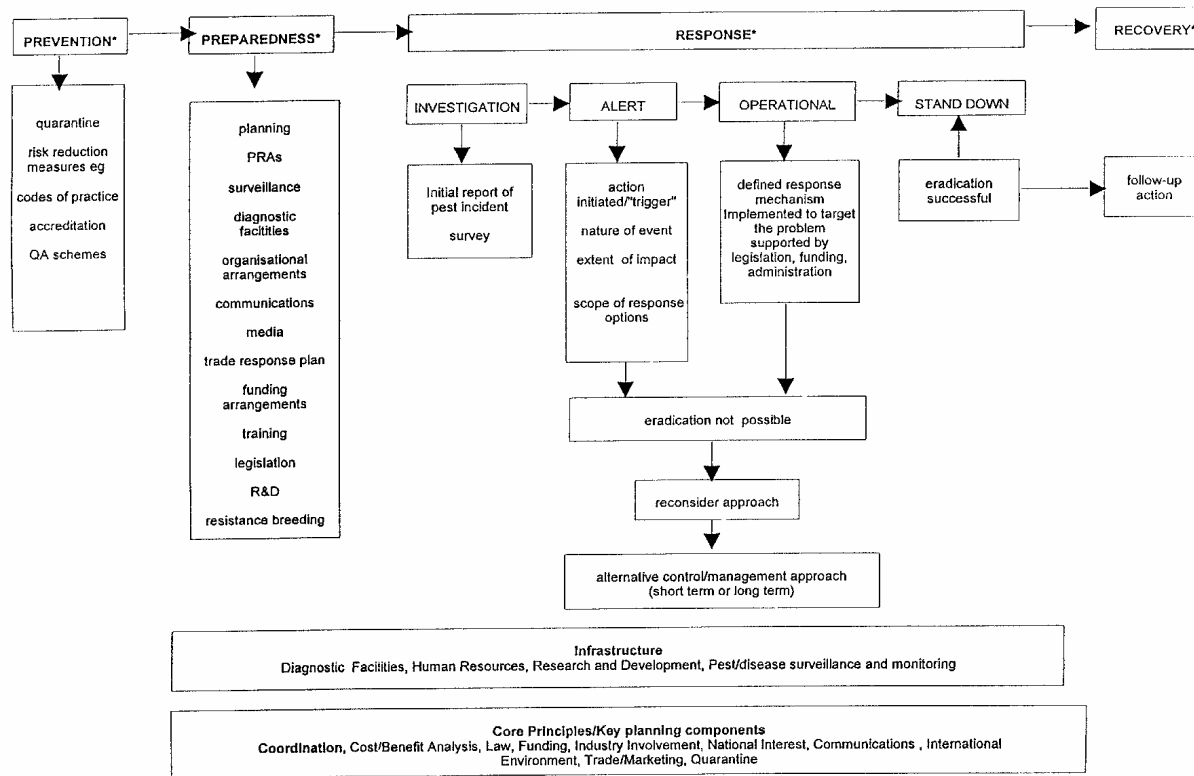 PREVENTION*
PREPAREDNESS*
RESPONSE*
RECOVERY*
quarantine
risk reduction
measures eg
codes of practice
accreditation
QA schemes
planning
PRAs
surveillance
diagnostic
facitities
organisational
arrangements
communications
media
trade response plan
funding
arrangements
training
legislation
R&D
resistance breeding
INVESTIGATION
ALERT
OPERATIONAL
STAND DOWN
Initial report of
pest incident
survey
action
initiated/"trigger"
nature of event
extent of impact
scope of response
options
defined response
mechanism
Implemented to target
the problem
supported by
legislation, funding,
administration
eradication
successful
follow-up
action
eradication not possible
reconsider approach
alternative control/management approach
(short term or long term)
Infrastructure
Diagnostic Facilities, Human Resources, Research and Development, Pest/disease surveillance and monitoring
Core Principles/Key planning components
Coordination, Cost/Benefit Analysis, Law, Funding, Industry Involvement, National Interest, Communications , International
Environment, Trade/Marketing, Quarantine